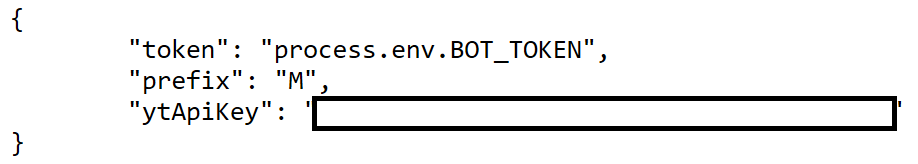 {
"token": "process.env.BOT_TOKEN",
"prefix": "M",
"ytApiKey": ' '
}